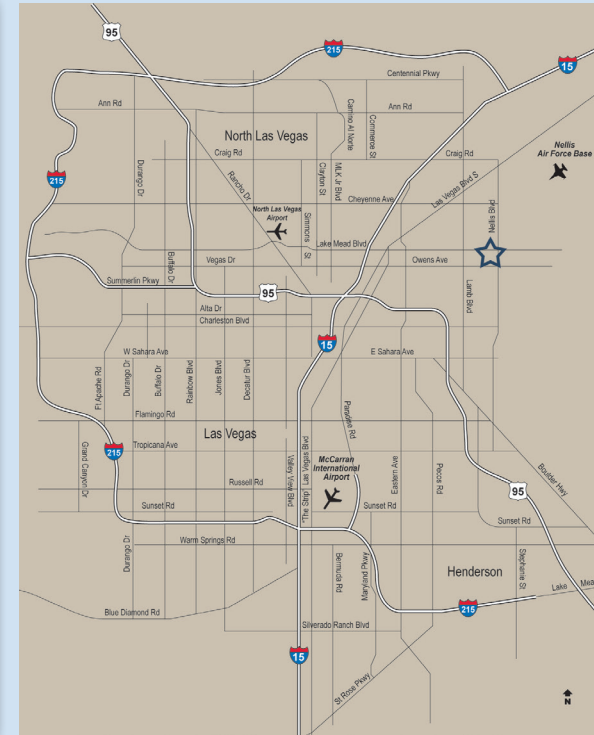 95
215
15
Centennial Pkwy
Ann Rd
Ann Rd
Camino Al Norte
Commerce St
North Las Vegas
Nellis
Air Force Base
Craig Rd
Craig Rd
215
Durango Dr
Rancho Dr
Clayton St
MLK Jr Blvd
Las Vegas Blvd S
Cheyenne Ave
North Las Vegas
Airport
Simmons St
Nellis Blvd
Lake Mead Blvd
Buffalo Dr
Vegas Dr
Owens Ave
Summerlin Pkwy
95
Lamb Blvd
Alta Dr
Charleston Blvd
15
W Sahara Ave
E Sahara Ave
Ft Apache Rd
Durango Dr
Buffalo Dr
Rainbow Blvd
Jones Blvd
Decatur Blvd
Paradise Rd
Flamingo Rd
Las Vegas
Tropicana Ave
215
Grand Canyon Dr
Valley View Blvd
"The Strip" Las Vegas Blvd
McCarran
International
Airport
Eastern Ave
Pecos Rd
Boulder Hwy
Russell Rd
95
Sunset Rd
Sunset Rd
Sunset Rd
Warm Springs Rd
Durango Dr
Bermuda Rd
Maryland Pkwy
Stephanie St
Henderson
Lake Mea
Blue Diamond Rd
215
Silverado Ranch Blvd
15
St Rose Pkwy
N